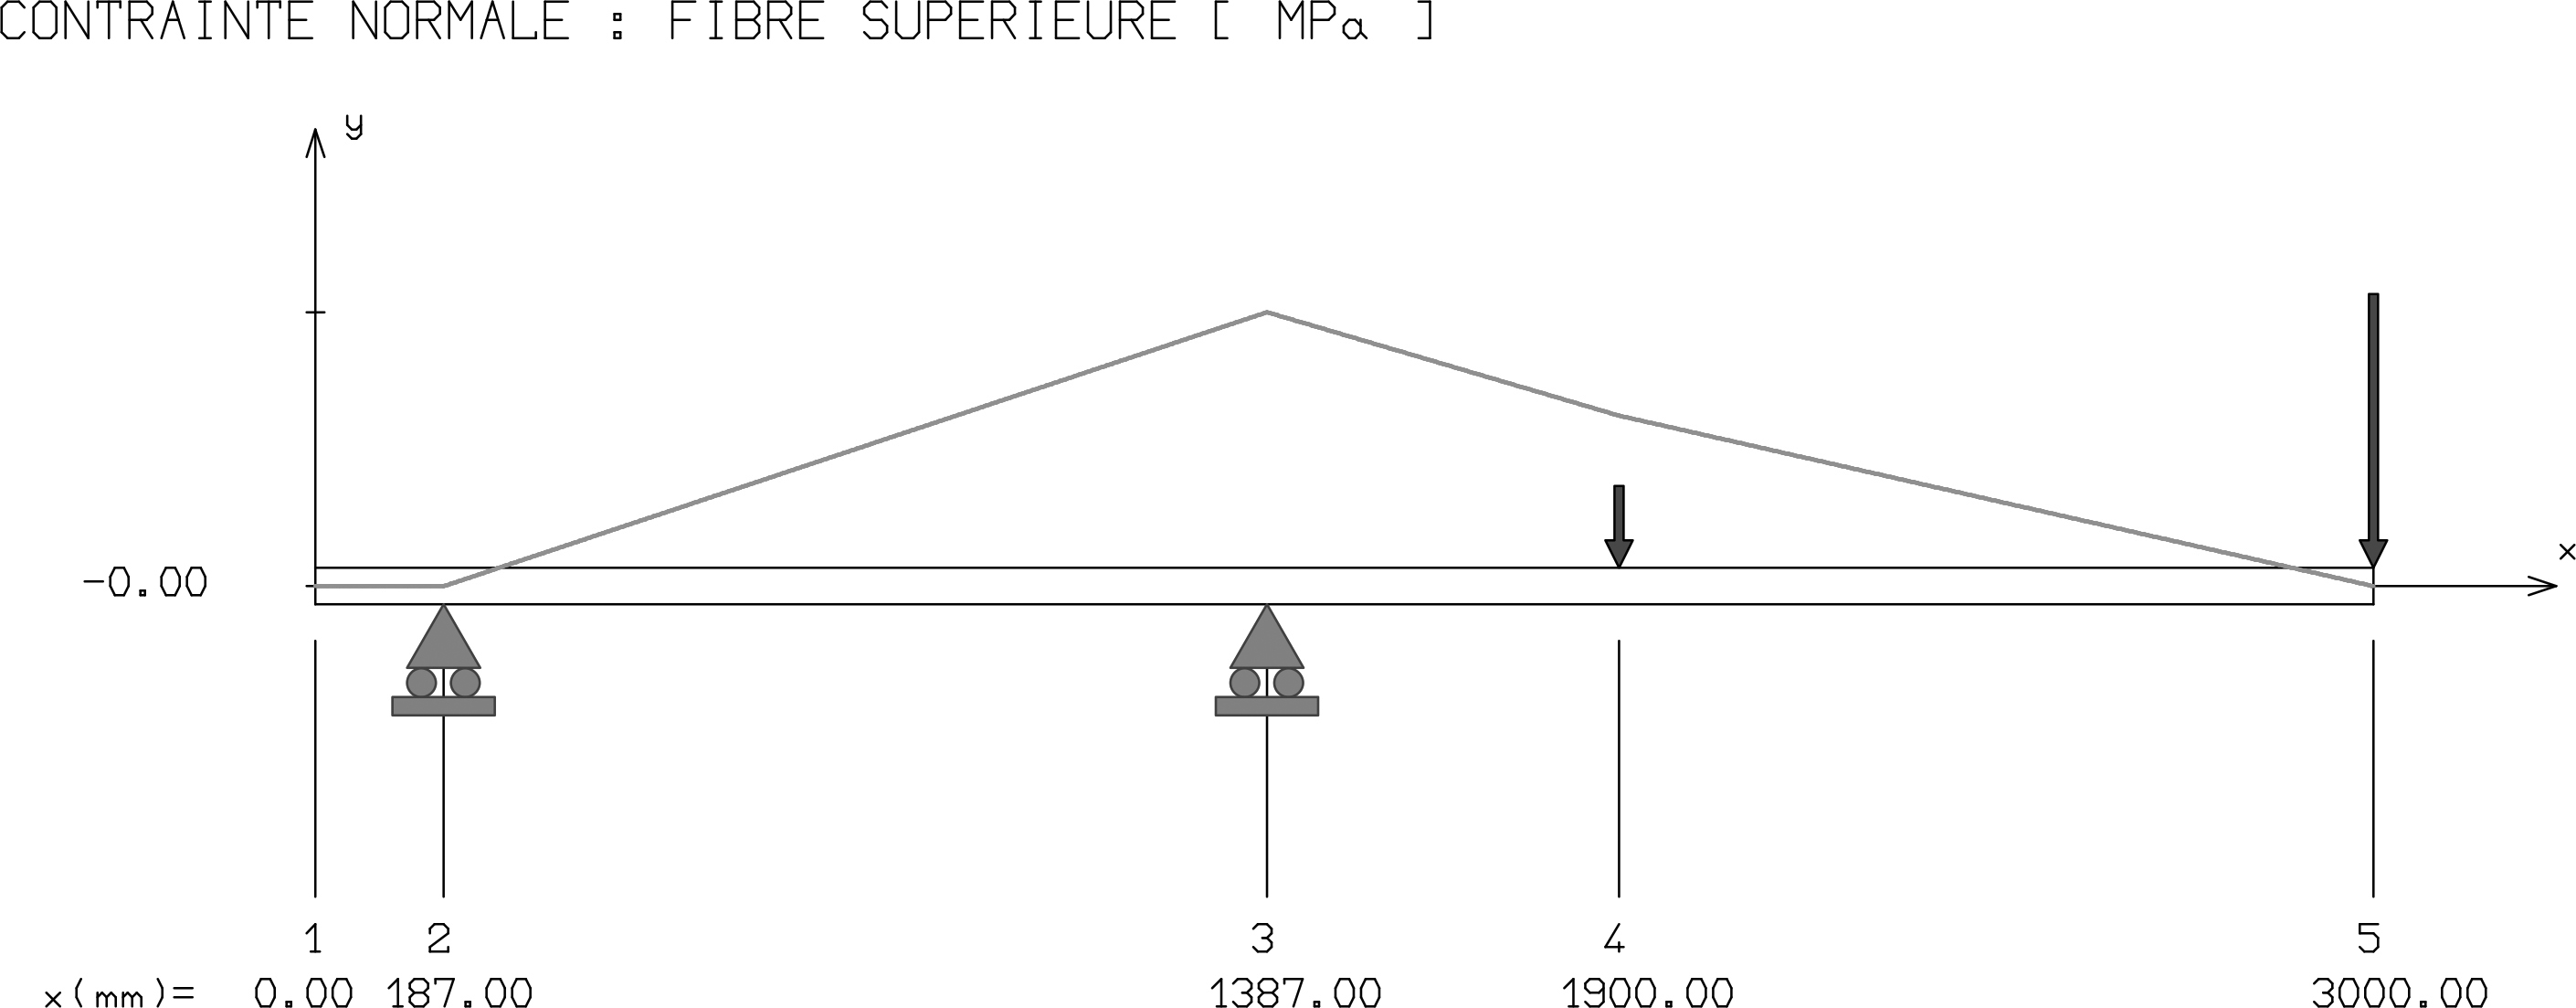 CONTRAINTE NORMALE : FIBRE SUPERIEURE [ MPa ]
y
x
-0.00
1 2 3 4 5
x(mm)= 0.00 187.00 1387.00 1900.00 3000.00